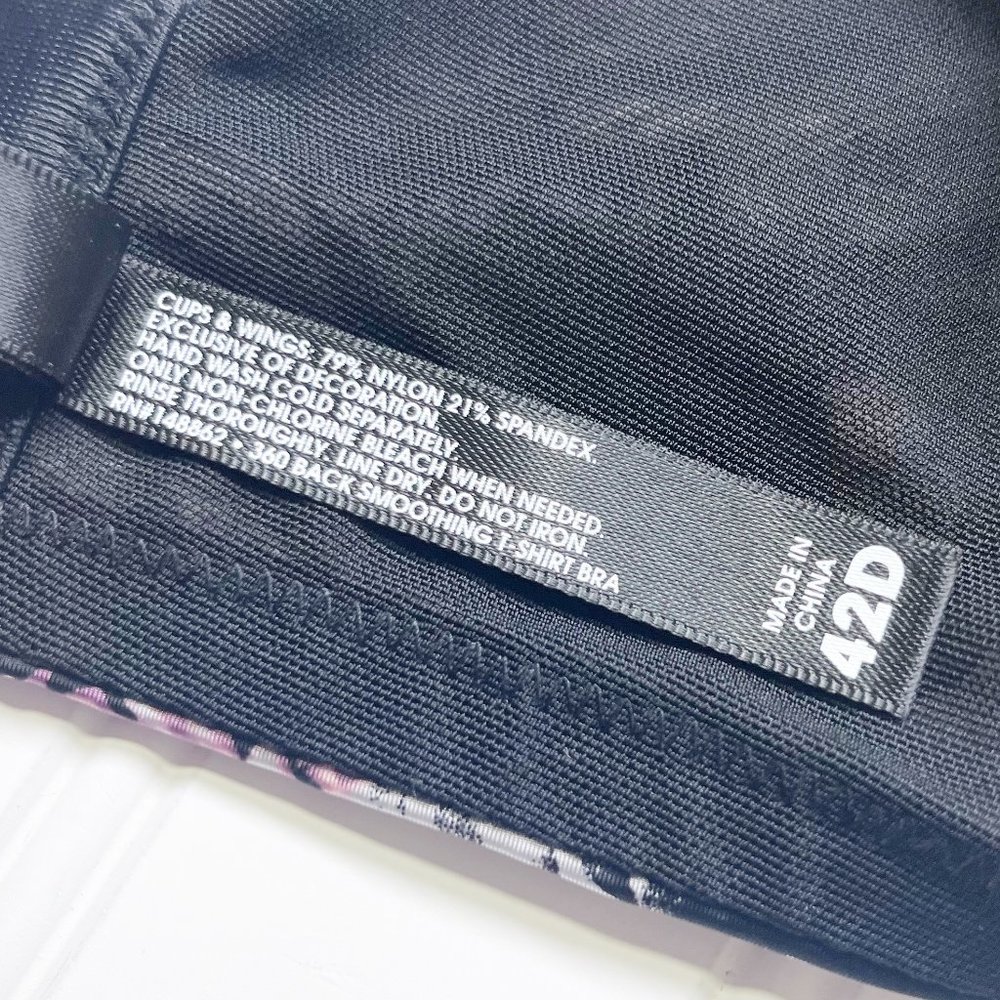 CUPS & WINGS: 79% NYLON 21% SPANDEX
EXCLUSIVE OF DECORATION.
HAND WASH COLD SEPARATELY.
ONLY NON-CHLORINE BLEACH WHEN NEEDED.
RINSE THOROUGHLY. LINE DRY. DO NOT IRON.
RN#148862 • 360 BACK SMOOTHING T-SHIRT BRA
MADE IN
CHINA
42D